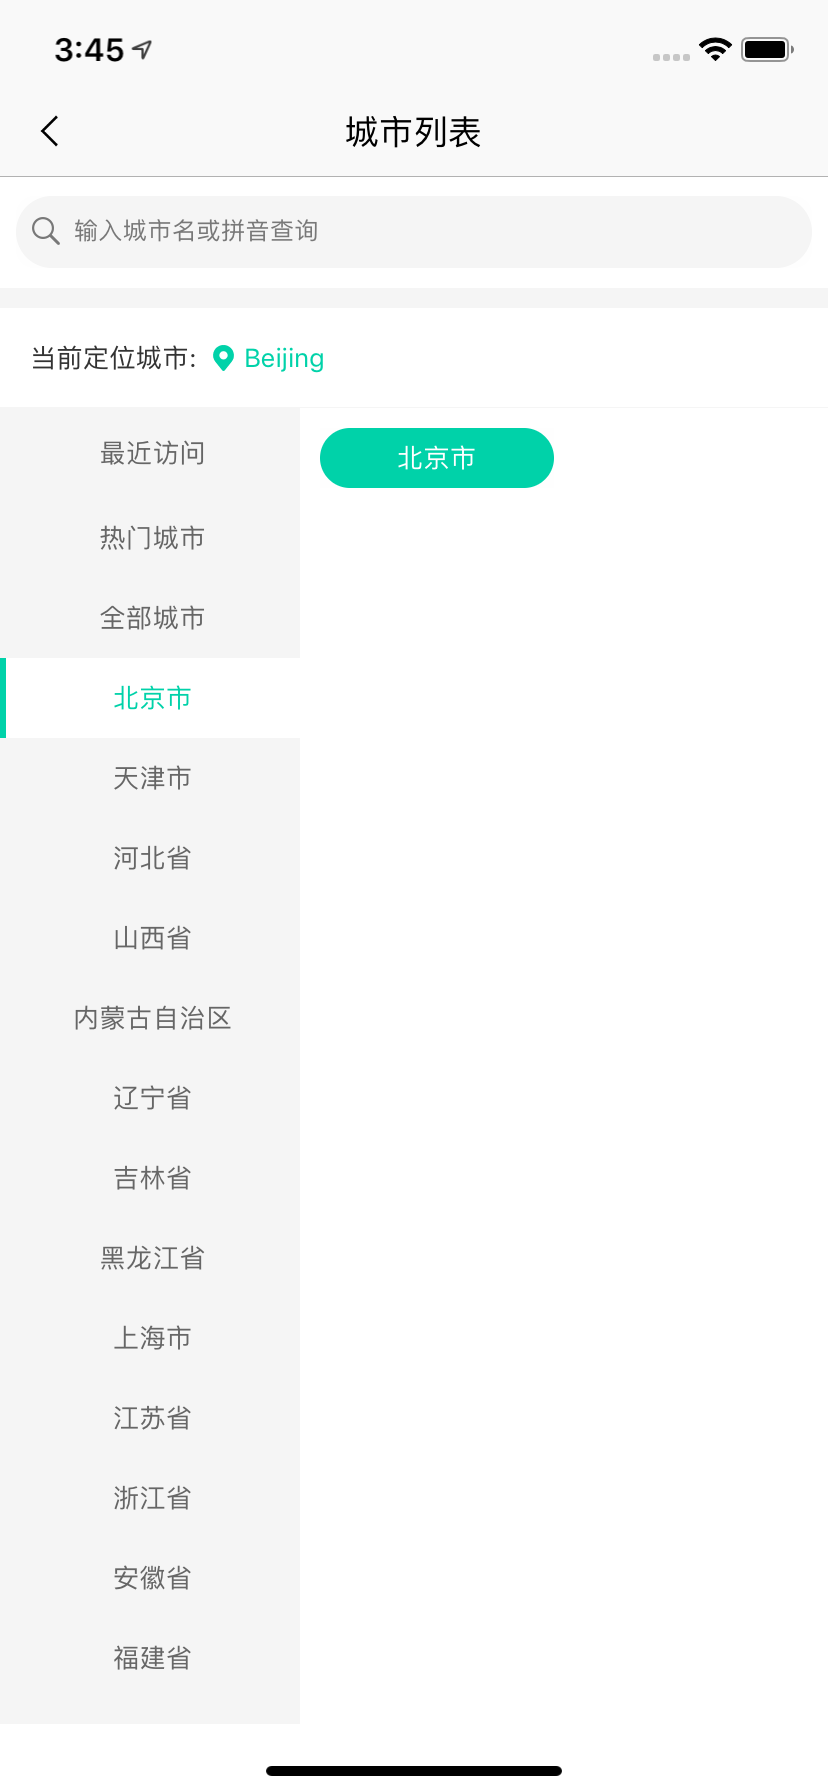 3:45
城市列表
输入城市名或拼音查询
当前定位城市: Beijing
最近访问
北京市
热门城市
全部城市
北京市
天津市
河北省
山西省
内蒙古自治区
辽宁省
吉林省
黑龙江省
上海市
江苏省
浙江省
安徽省
福建省